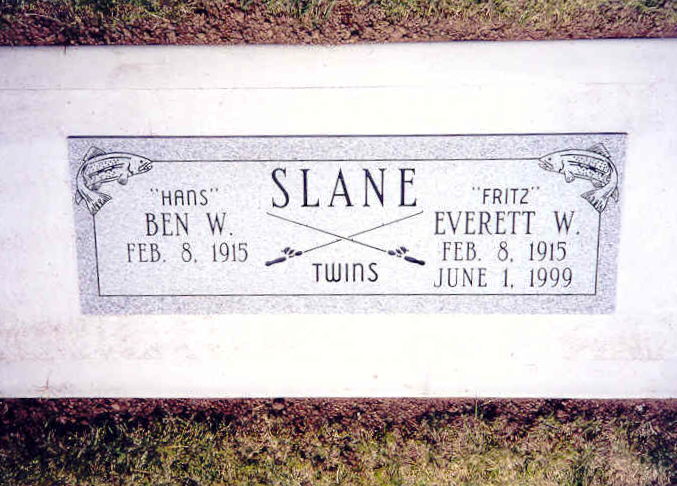 SLANE
"HANS"
BEN W.
FEB. 8, 1915
TWINS
"FRITZ"
EVERETT W.
FEB. 8, 1915
JUNE 1, 1999